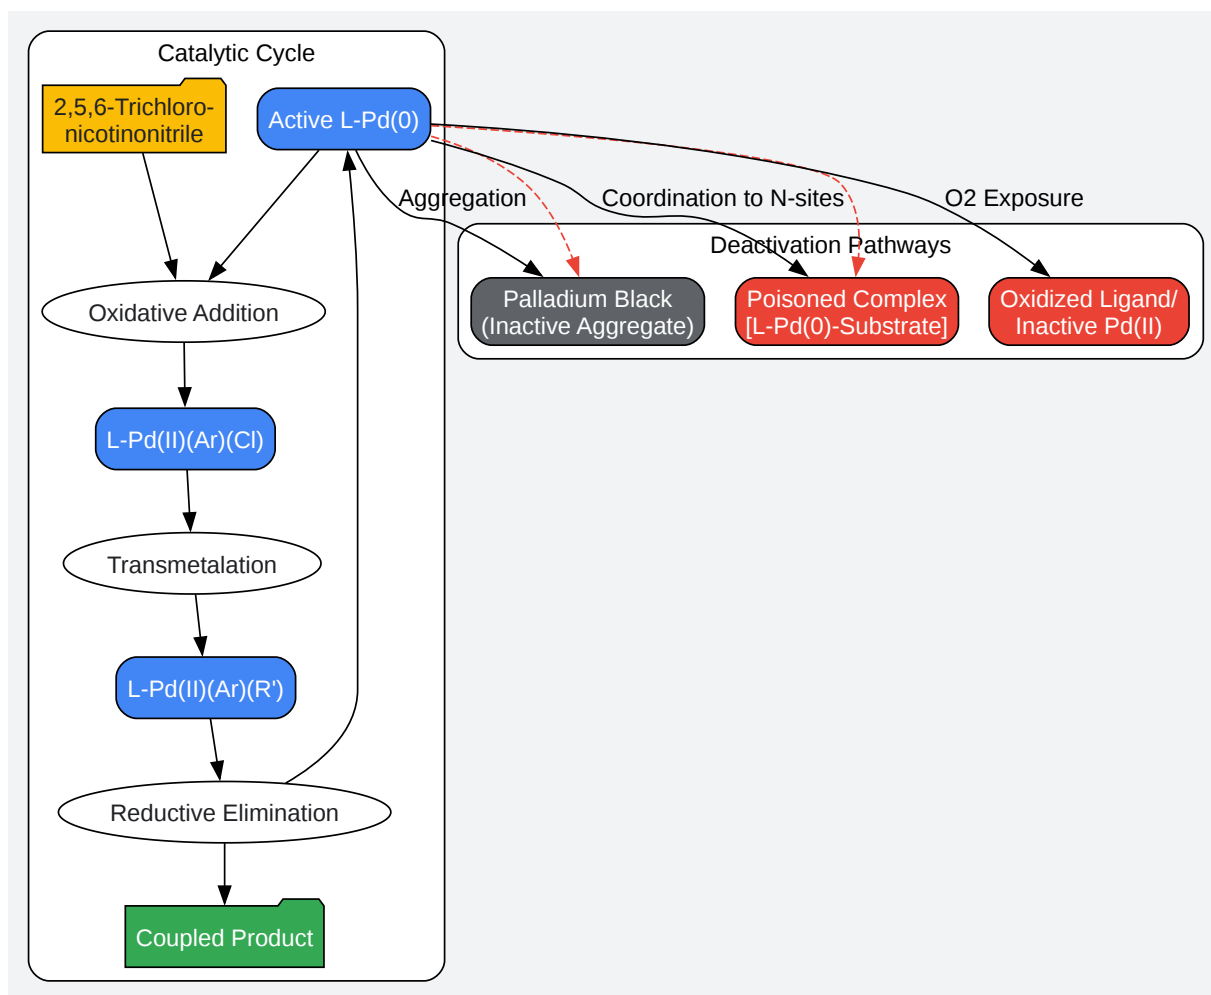 Catalytic Cycle
2,5,6-Trichloro-
nicotinonitrile
Active L-Pd(0)
Aggregation
Coordination to N-sites
O2 Exposure
Deactivation Pathways
Palladium Black
(Inactive Aggregate)
Poisoned Complex
[L-Pd(0)-Substrate]
Oxidized Ligand/
Inactive Pd(II)
Oxidative Addition
L-Pd(II)(Ar)(Cl)
Transmetalation
L-Pd(II)(Ar)(R')
Reductive Elimination
Coupled Product